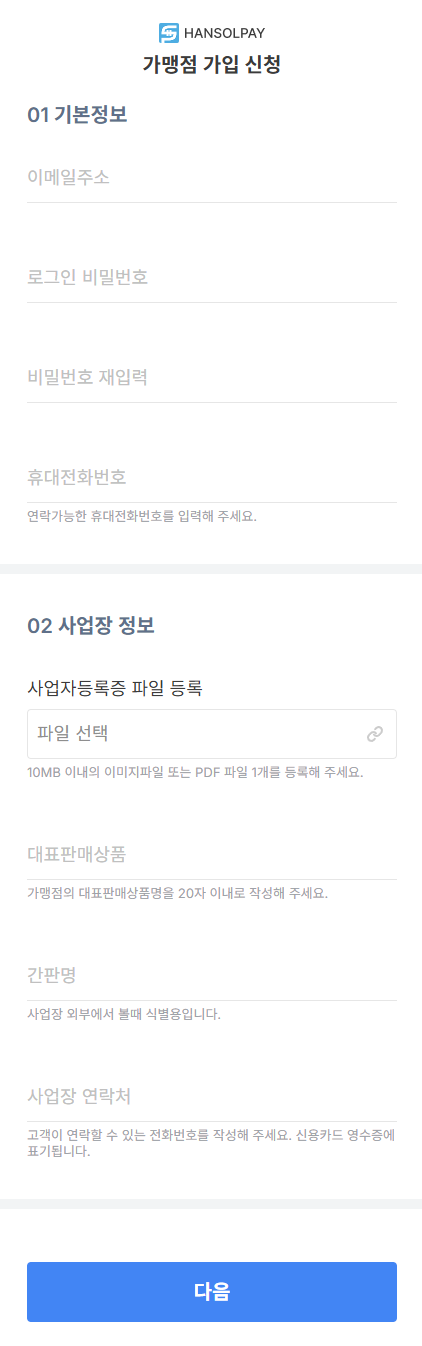 HANSOLPAY
가맹점 가입 신청
01 기본정보
이메일주소
로그인 비밀번호
비밀번호 재입력
휴대전화번호
연락가능한 휴대전화번호를 입력해 주세요.
02 사업장 정보
사업자등록증 파일 등록
파일 선택
10MB 이내의 이미지파일 또는 PDF 파일 1개를 등록해 주세요.
대표판매상품
가맹점의 대표판매상품명을 20자 이내로 작성해 주세요.
간판명
사업장 외부에서 볼때 식별용입니다.
사업장 연락처
고객이 연락할 수 있는 전화번호를 작성해 주세요. 신용카드 영수증에
표기됩니다.
다음